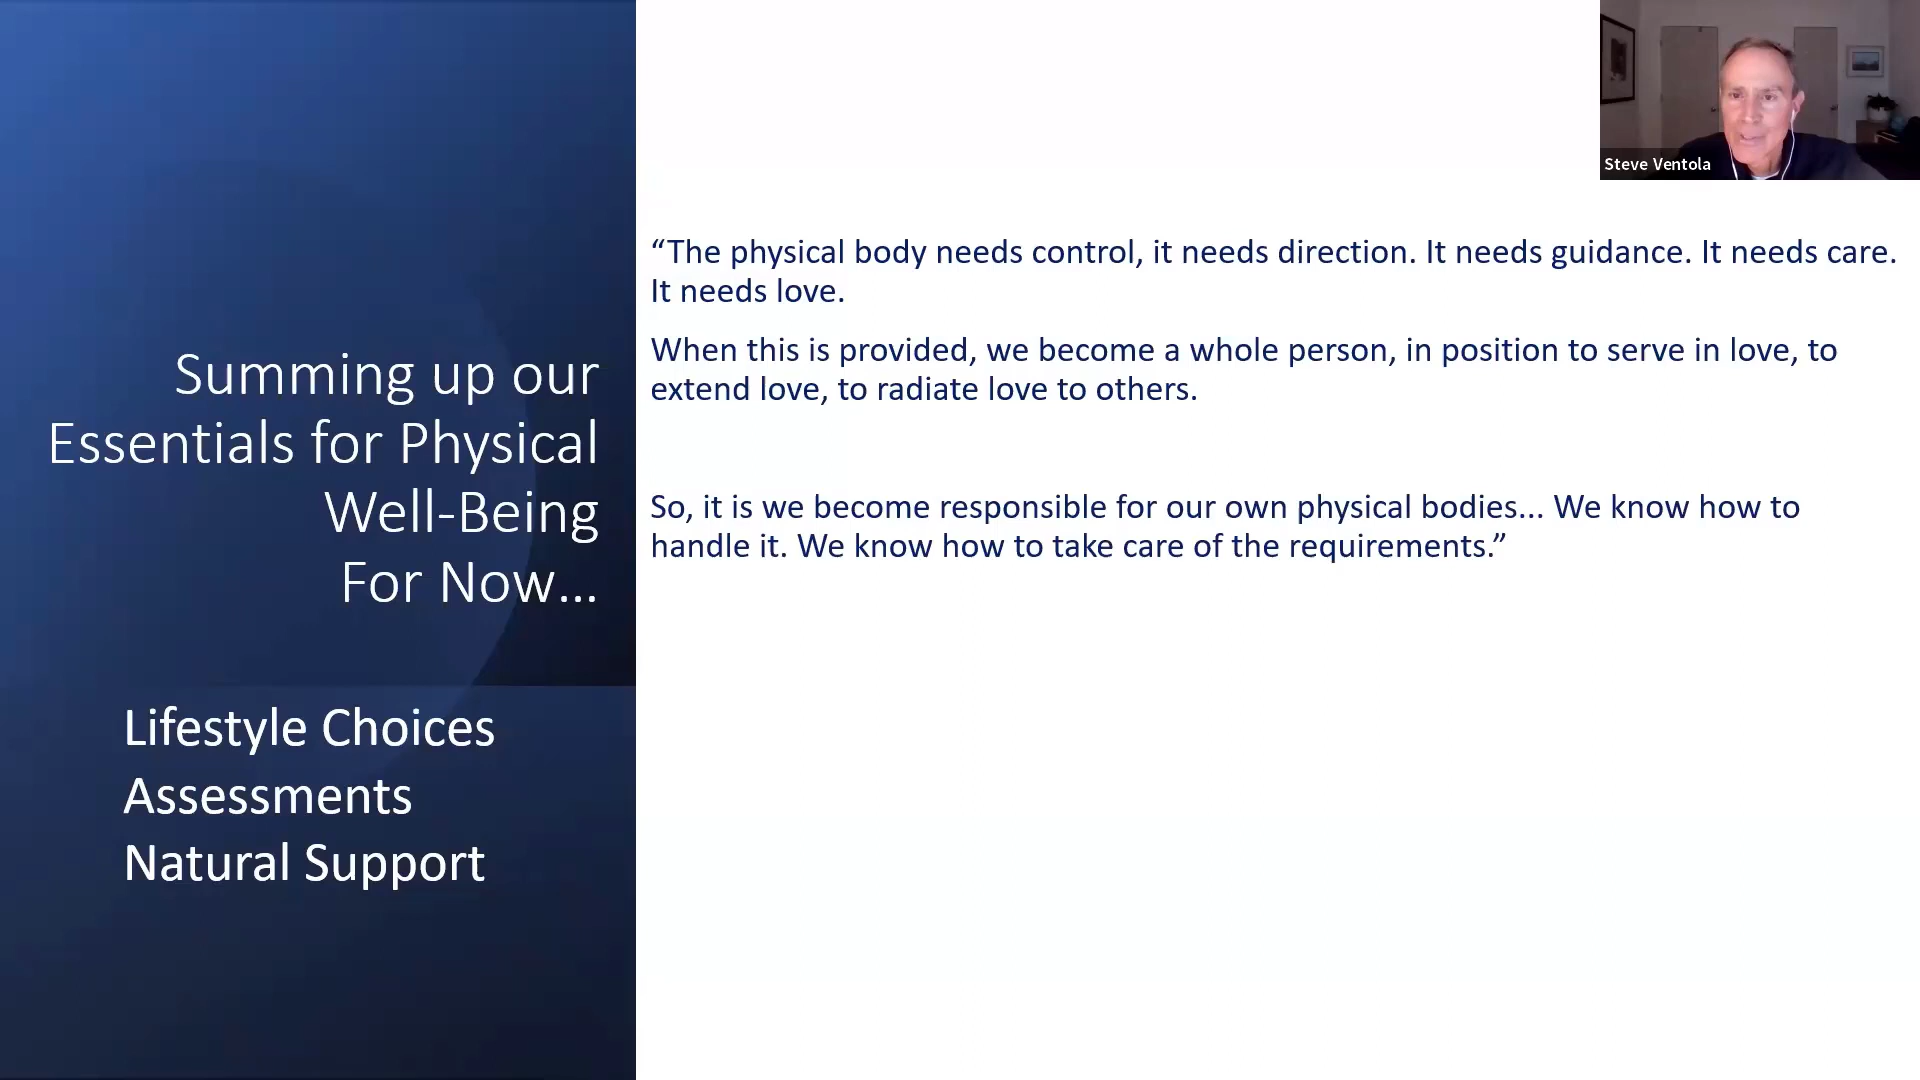 Summing up our
Essentials for Physical
Well-Being
For Now...
Lifestyle Choices
Assessments
Natural Support
“The physical body needs control, it needs direction. It needs guidance. It needs care.
It needs love.
When this is provided, we become a whole person, in position to serve in love, to
extend love, to radiate love to others.
So, it is we become responsible for our own physical bodies... We know how to
handle it. We know how to take care of the requirements.”
Steve Ventola